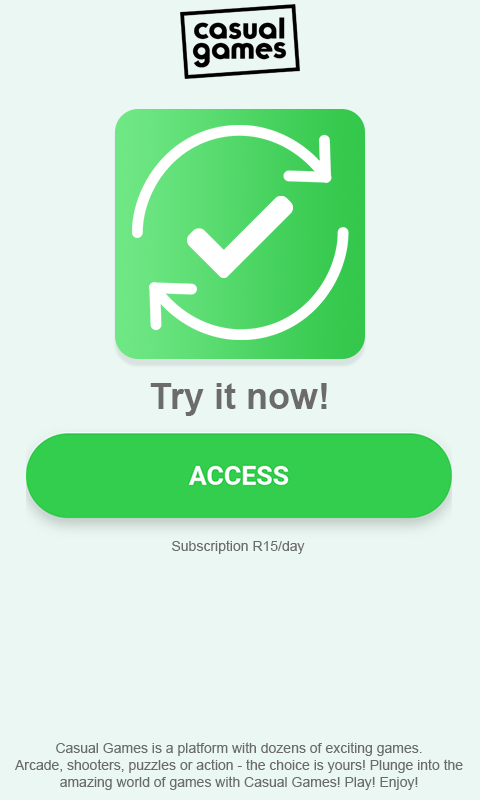 casual
games
Try it now!
ACCESS
Subscription R15/day
Casual Games is a platform with dozens of exciting games.
Arcade, shooters, puzzles or action - the choice is yours! Plunge into the
amazing world of games with Casual Games! Play! Enjoy!